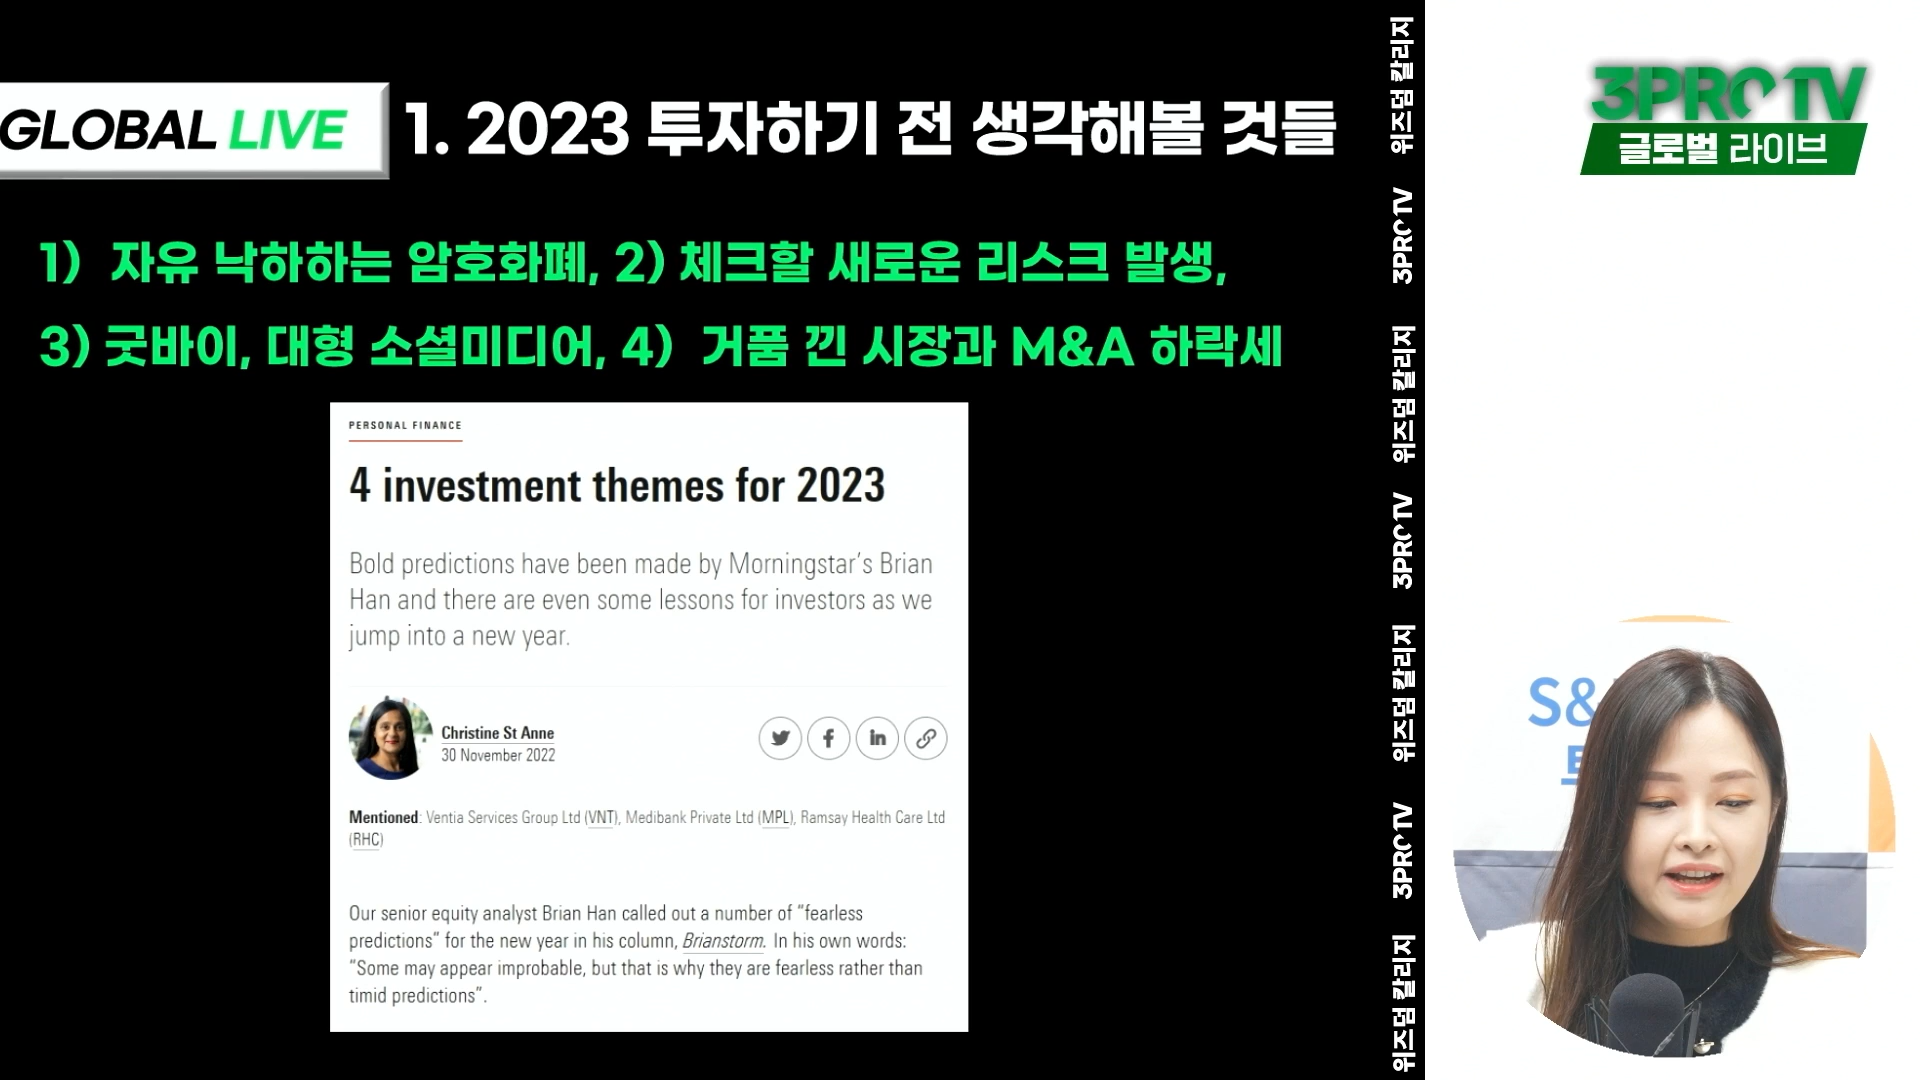 GLOBAL LIVE
1. 2023 투자하기 전 생각해볼 것들
1) 자유 낙하하는 암호화폐, 2) 체크할 새로운 리스크 발생,
3) 굿바이, 대형 소셜미디어, 4) 거품 낀 시장과 M&A 하락세
PERSONAL FINANCE
4 investment themes for 2023
Bold predictions have been made by Morningstar's Brian
Han and there are even some lessons for investors as we
jump into a new year.
Christine St Anne
30 November 2022
Mentioned: Ventia Services Group Ltd (VNT), Medibank Private Ltd (MPL), Ramsay Health Care Ltd
(RHC)
Our senior equity analyst Brian Han called out a number of "fearless
predictions" for the new year in his column, Brianstorm. In his own words:
"Some may appear improbable, but that is why they are fearless rather than
timid predictions".
위즈덤 칼리지
3PROTV
위즈덤 칼리지
3PROTV
위즈덤 칼리지
3PROTV
위즈덤 칼리지
3PROTV
글로벌 라이브
S&